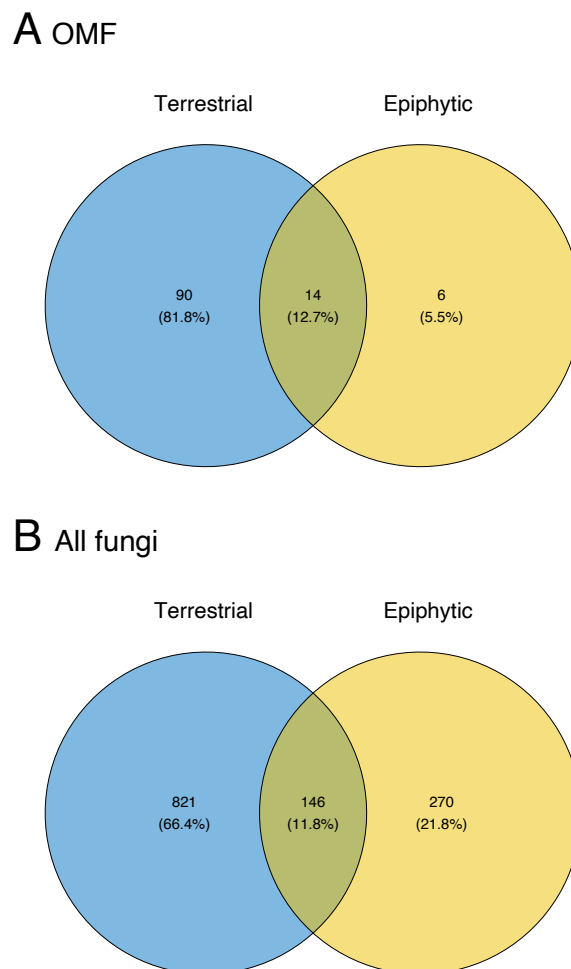 A OMF
Terrestrial Epiphytic
90 14 6
(81.8%) (12.7%) (5.5%)
B All fungi
Terrestrial Epiphytic
821 146 270
(66.4%) (11.8%) (21.8%)